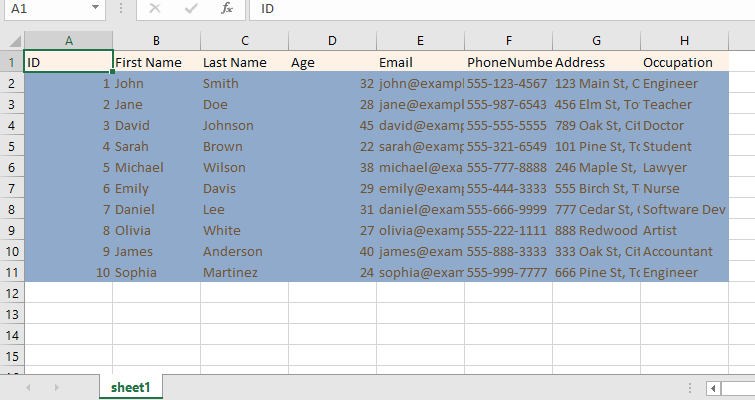 A1 fx ID
A B C D E F G H
1 ID First Name Last Name Age Email PhoneNumbe Address Occupation
2 1 John Smith 32 john@exampl 555-123-4567 123 Main St, C Engineer
3 2 Jane Doe 28 jane@exampl 555-987-6543 456 Elm St, To Teacher
4 3 David Johnson 45 david@examp 555-555-5555 789 Oak St, Cit Doctor
5 4 Sarah Brown 22 sarah@examp 555-321-6549 101 Pine St, To Student
6 5 Michael Wilson 38 michael@exa 555-777-8888 246 Maple St, Lawyer
7 6 Emily Davis 29 emily@examp 555-444-3333 555 Birch St, T Nurse
8 7 Daniel Lee 31 daniel@exam 555-666-9999 777 Cedar St, Software Dev
9 8 Olivia White 27 olivia@examp 555-222-1111 888 Redwood Artist
10 9 James Anderson 40 james@exam 555-888-3333 333 Oak St, Cit Accountant
11 10 Sophia Martinez 24 sophia@exam 555-999-7777 666 Pine St, To Engineer
12
13
14
15
sheet1